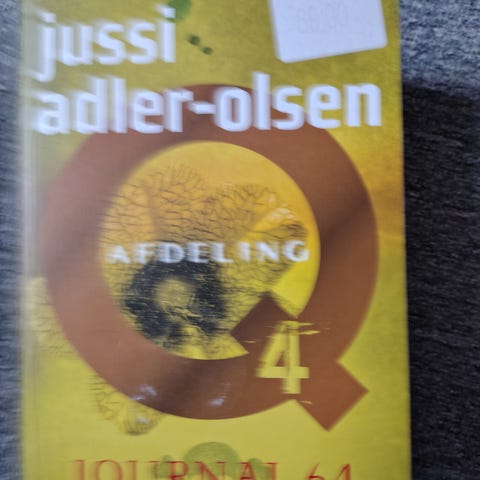 jussi
adler-olsen
AFDELING
Q
4
JOURNAL 64